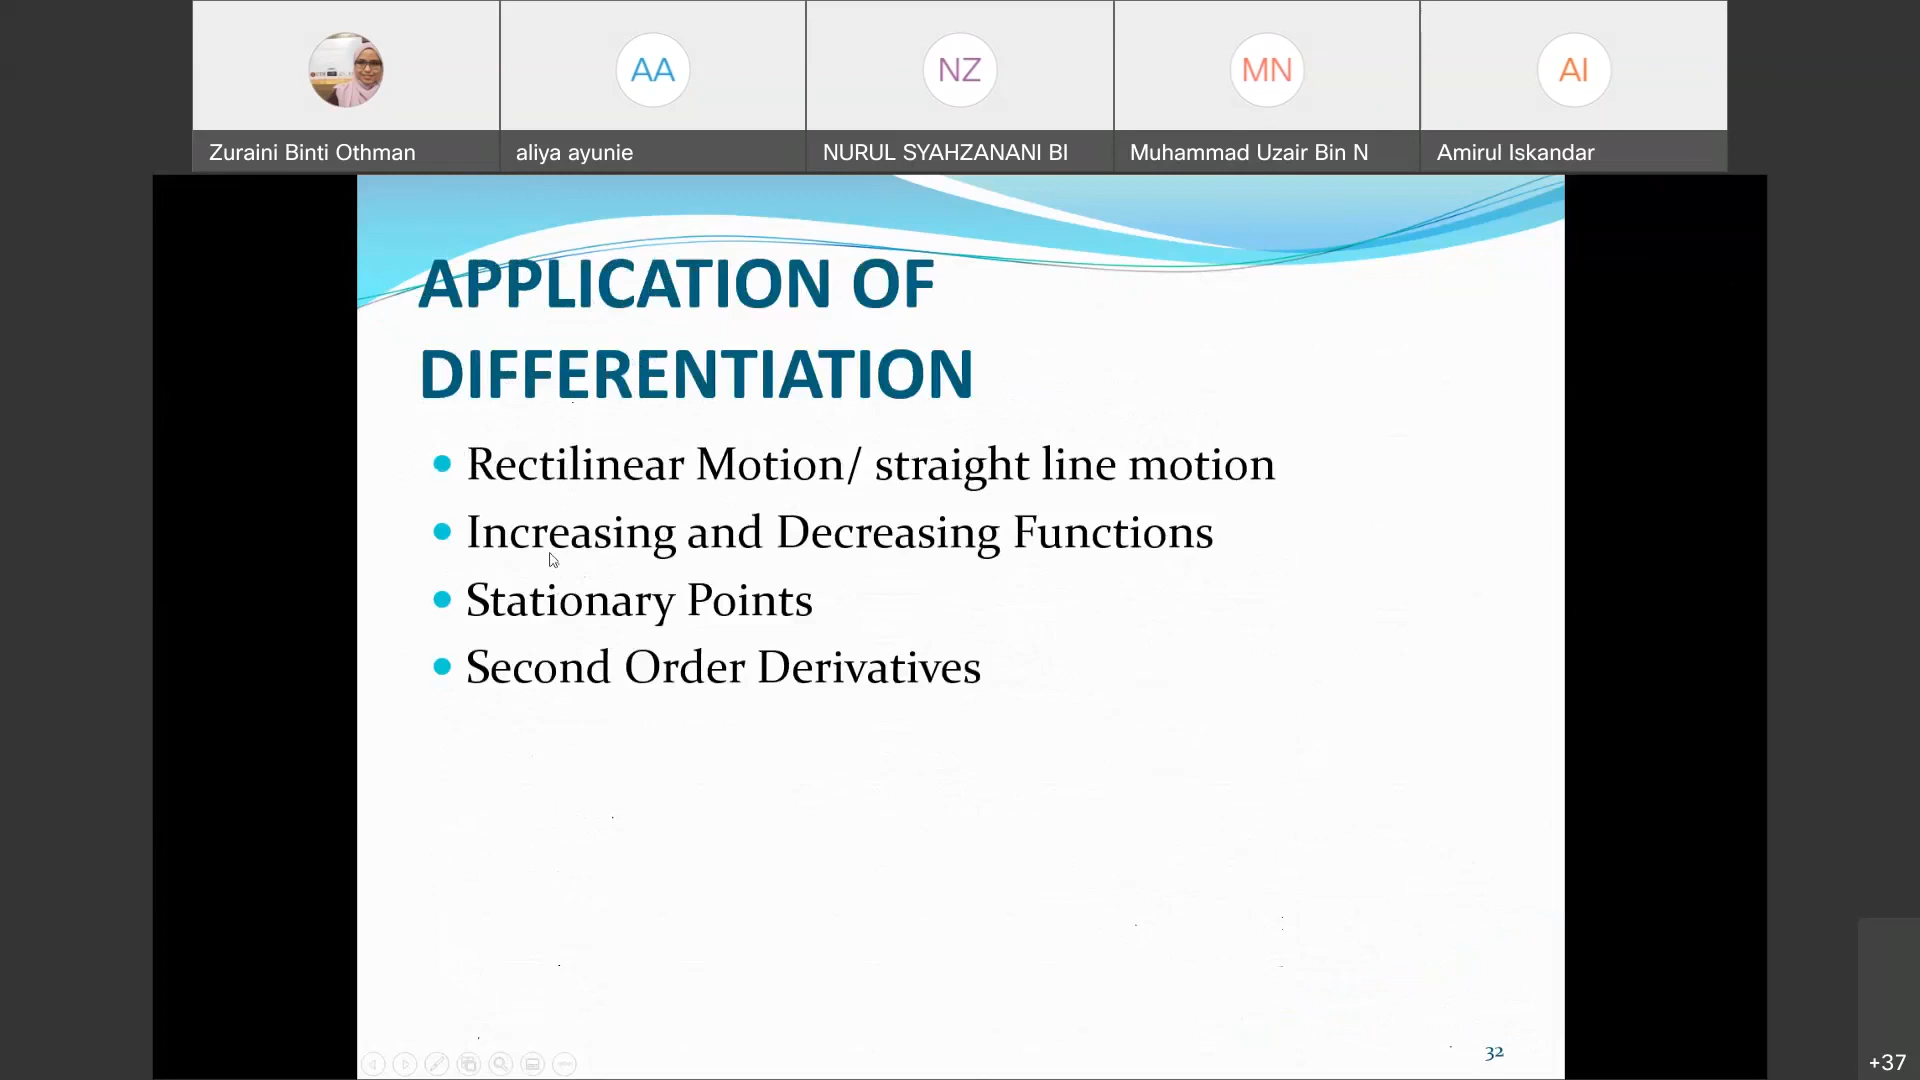 AA
NZ
MN
AI
Zuraini Binti Othman
aliya ayunie
NURUL SYAHZANANI BI
Muhammad Uzair Bin N
Amirul Iskandar
APPLICATION OF
DIFFERENTIATION
Rectilinear Motion/ straight line motion
Increasing and Decreasing Functions
Stationary Points
Second Order Derivatives
32
+37